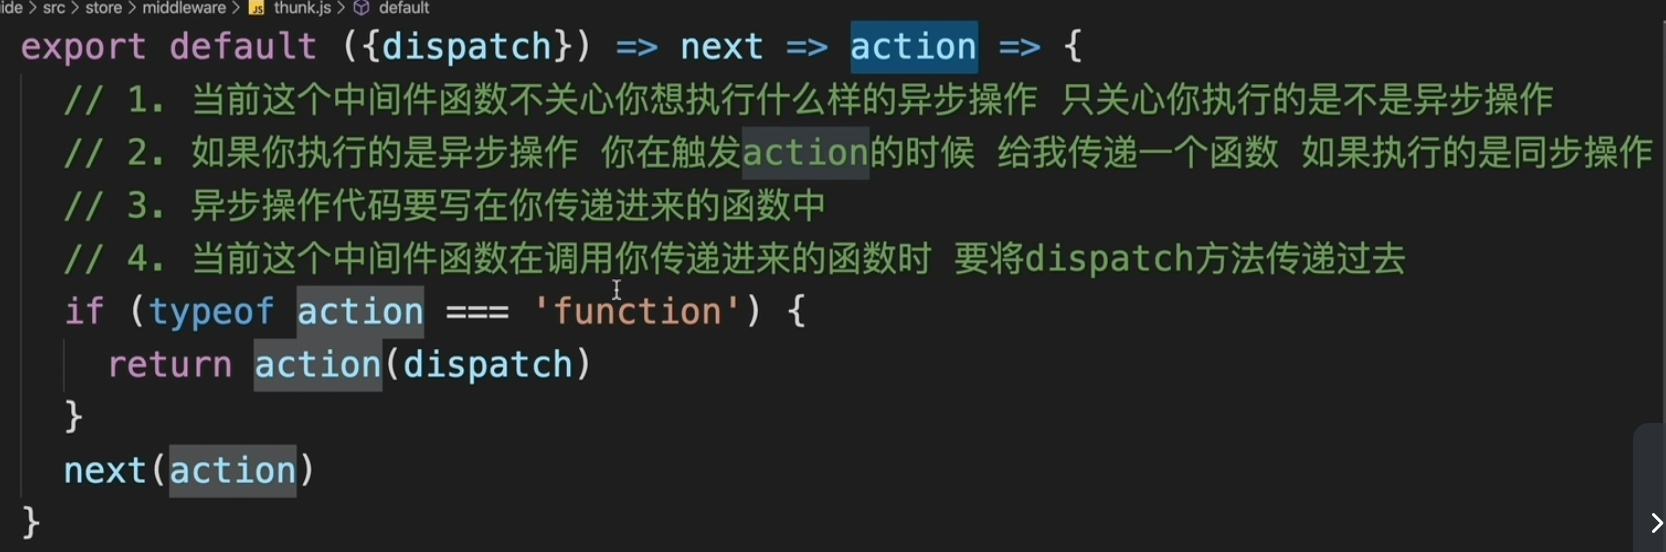 ide > src > store > middleware > JS thunk.js > default
export default ({dispatch}) => next => action => {
// 1. 当前这个中间件函数不关心你想执行什么样的异步操作 只关心你执行的是不是异步操作
// 2. 如果你执行的是异步操作 你在触发action的时候 给我传递一个函数 如果执行的是同步操作
// 3. 异步操作代码要写在你传递进来的函数中
// 4. 当前这个中间件函数在调用你传递进来的函数时 要将dispatch方法传递过去
if (typeof action === 'function') {
return action(dispatch)
}
next(action)
}